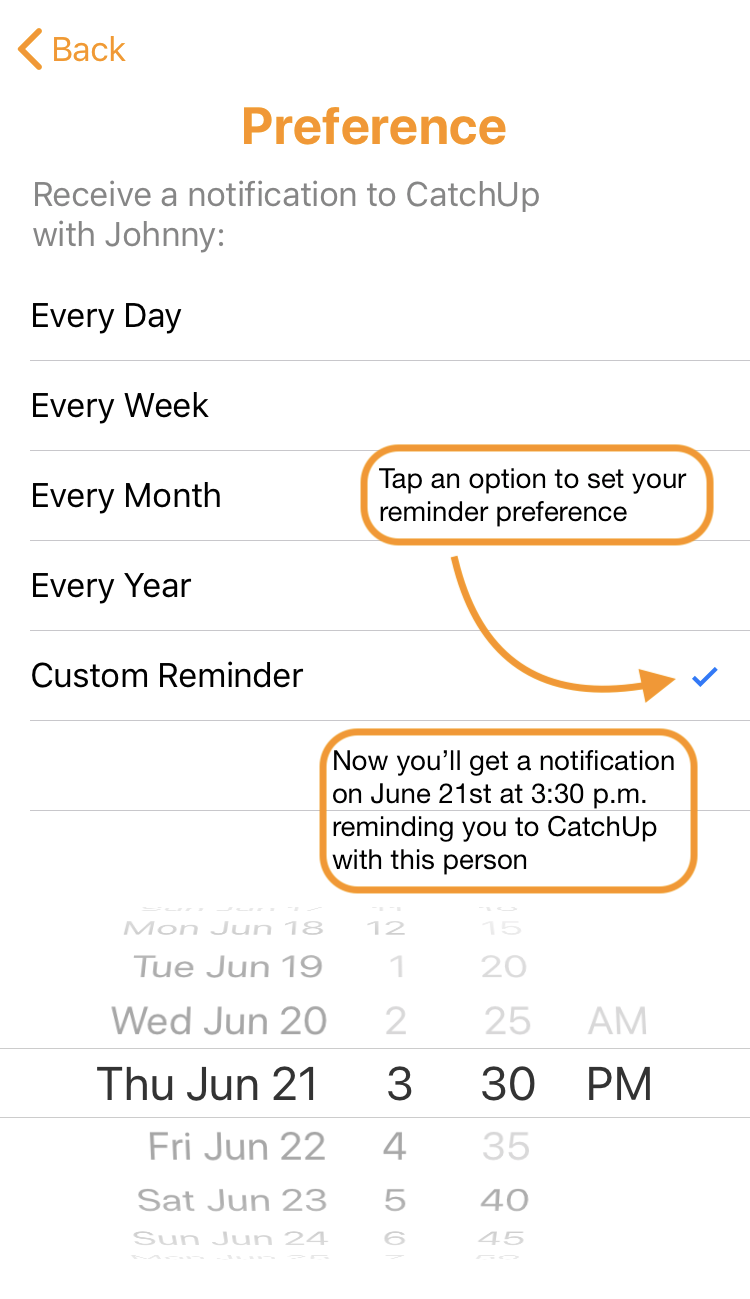 Back
Preference
Receive a notification to CatchUp
with Johnny:
Every Day
Every Week
Every Month
Tap an option to set your
reminder preference
Every Year
Custom Reminder
Now you’ll get a notification
on June 21st at 3:30 p.m.
reminding you to CatchUp
with this person
Mon Jun 18 12 15
Tue Jun 19 1 20
Wed Jun 20 2 25 AM
Thu Jun 21 3 30 PM
Fri Jun 22 4 35
Sat Jun 23 5 40
Sun Jun 24 6 45